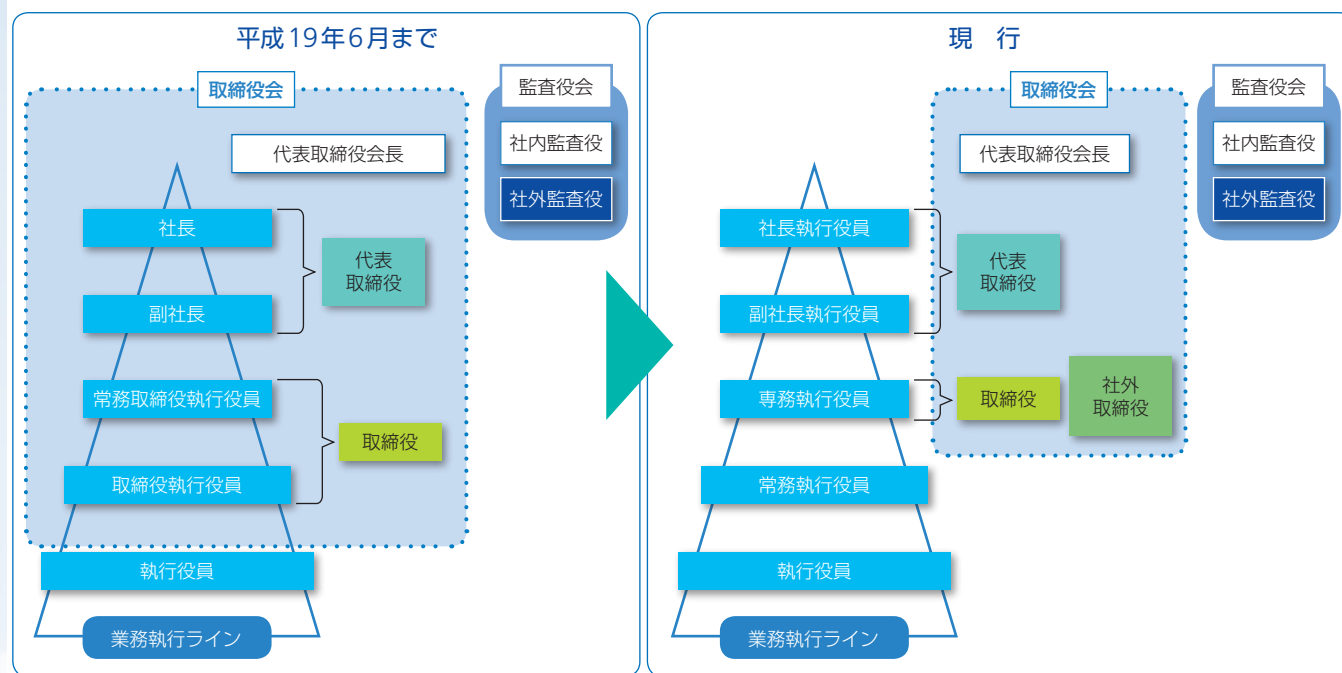 平成19年6月まで
取締役会
監査役会
社内監査役
社外監査役
代表取締役会長
社長
副社長
代表
取締役
常務取締役執行役員
取締役
取締役執行役員
執行役員
業務執行ライン
現 行
取締役会
監査役会
社内監査役
社外監査役
代表取締役会長
社長執行役員
副社長執行役員
代表
取締役
専務執行役員
取締役
社外
取締役
常務執行役員
執行役員
業務執行ライン